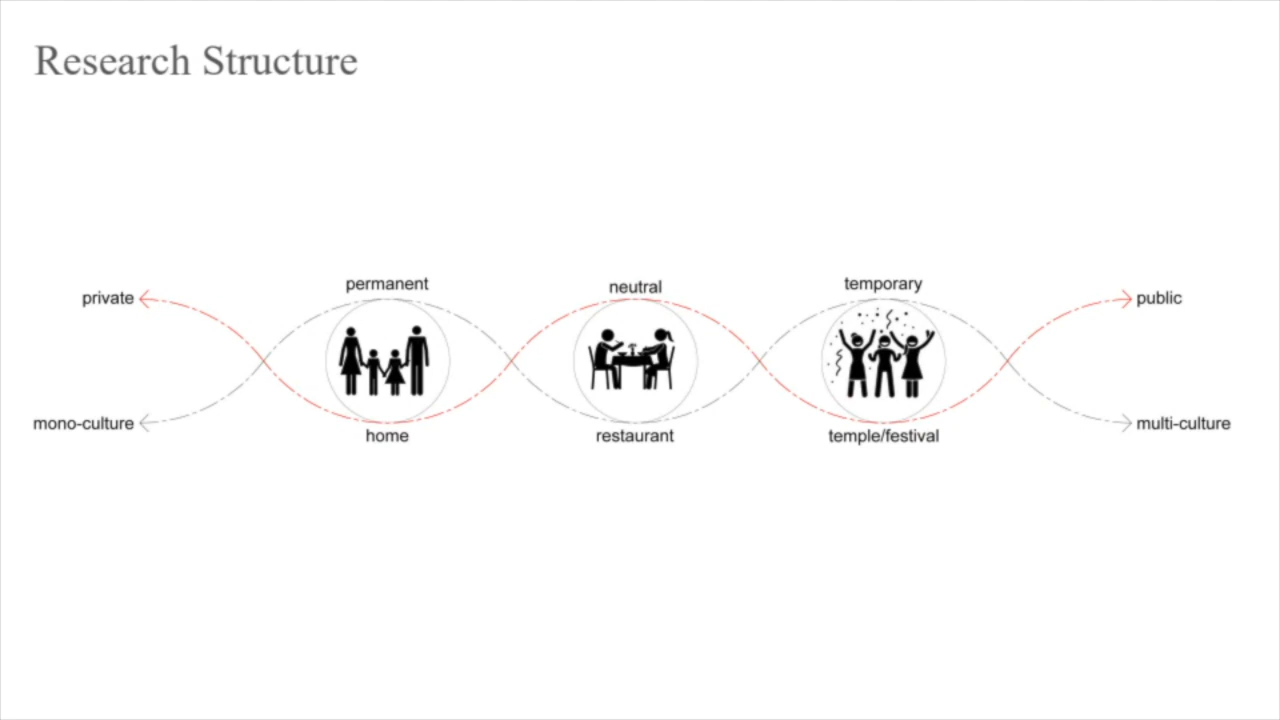 Research Structure
permanent
neutral
temporary
private
public
mono-culture
multi-culture
home
restaurant
temple/festival